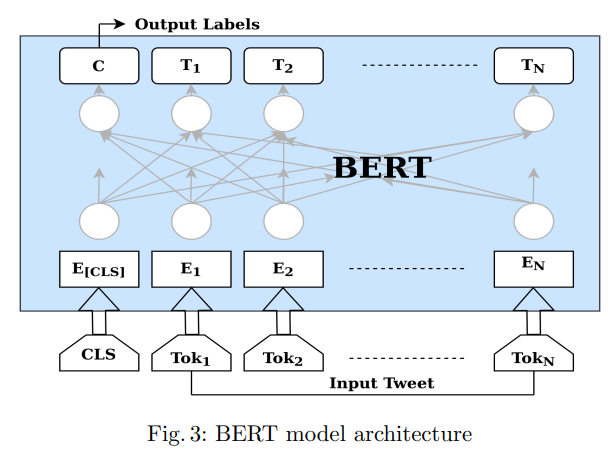 Output Labels
C T1 T2 TN
BERT
E[CLS] E1 E2 EN
CLS Tok1 Tok2 TokN
Input Tweet
Fig. 3: BERT model architecture